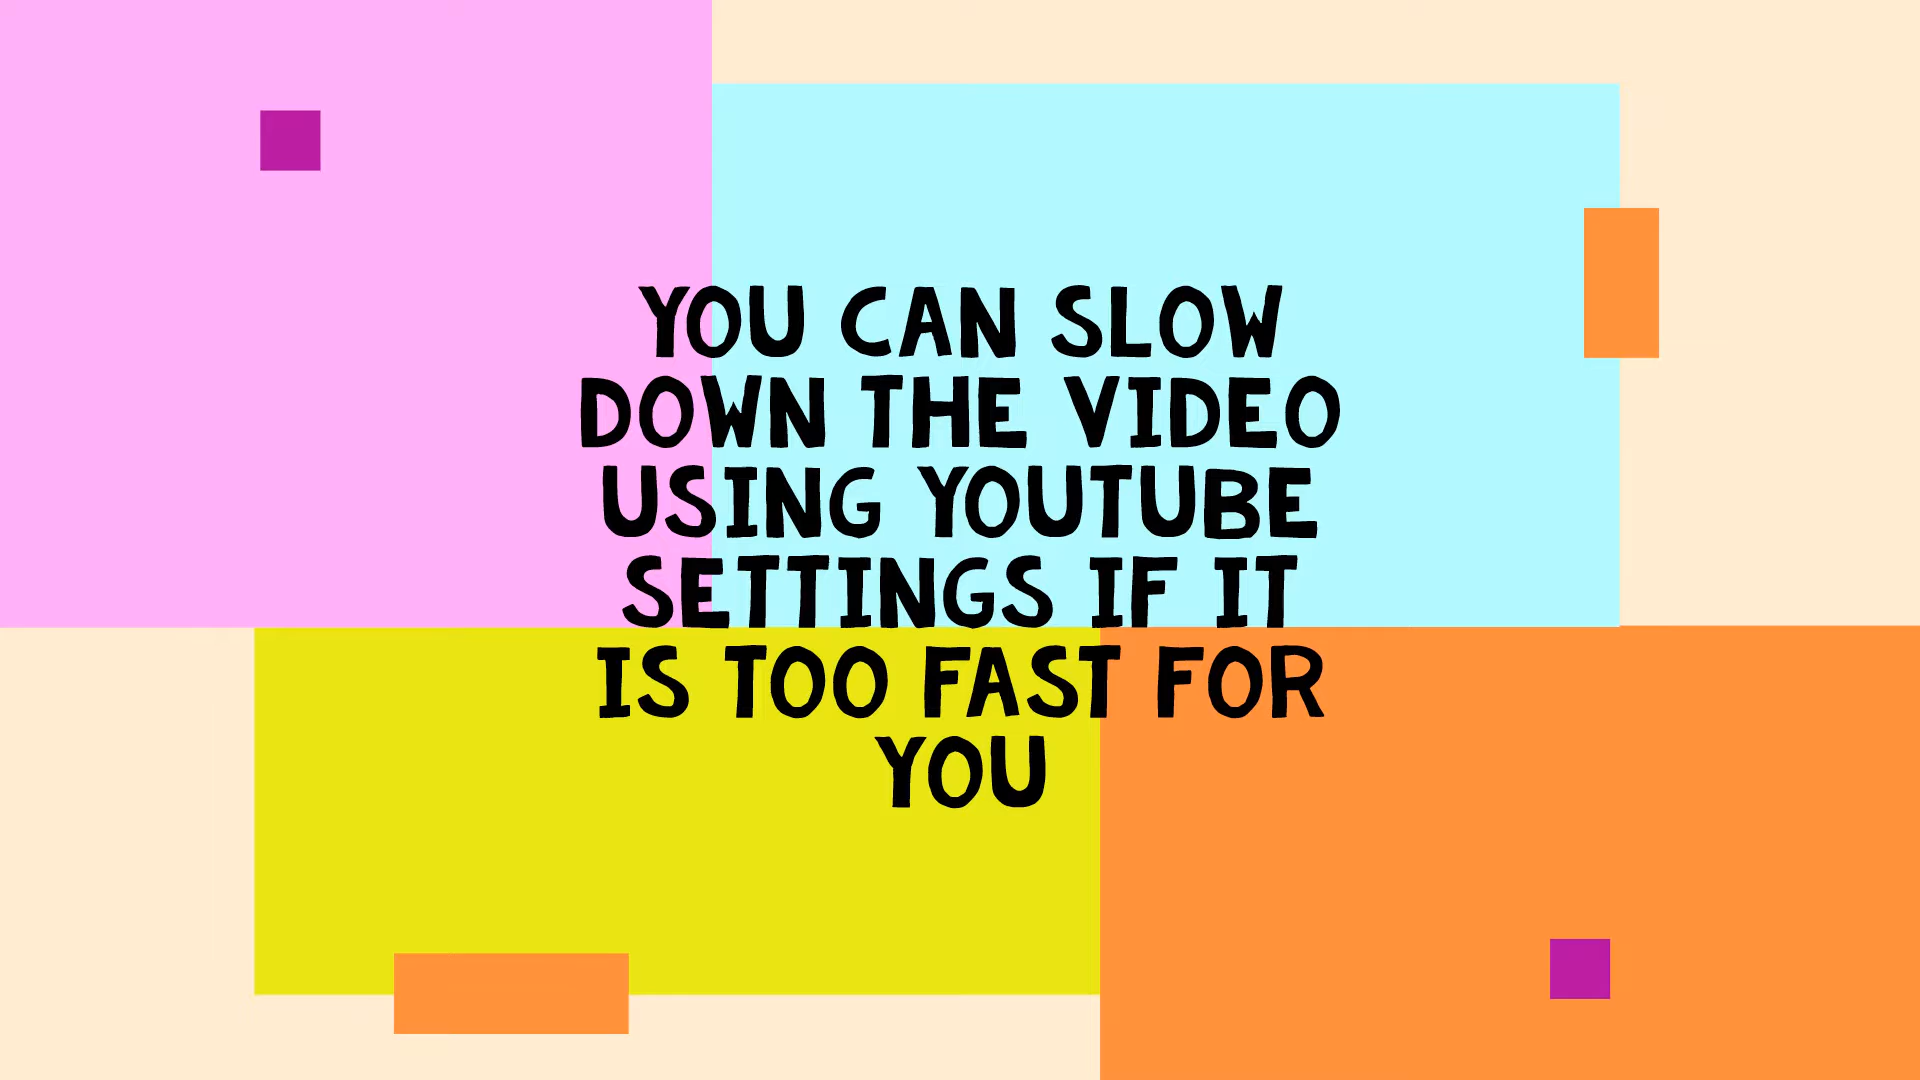 YOU CAN SLOW
DOWN THE VIDEO
USING YOUTUBE
SETTINGS IF IT
IS TOO FAST FOR
YOU